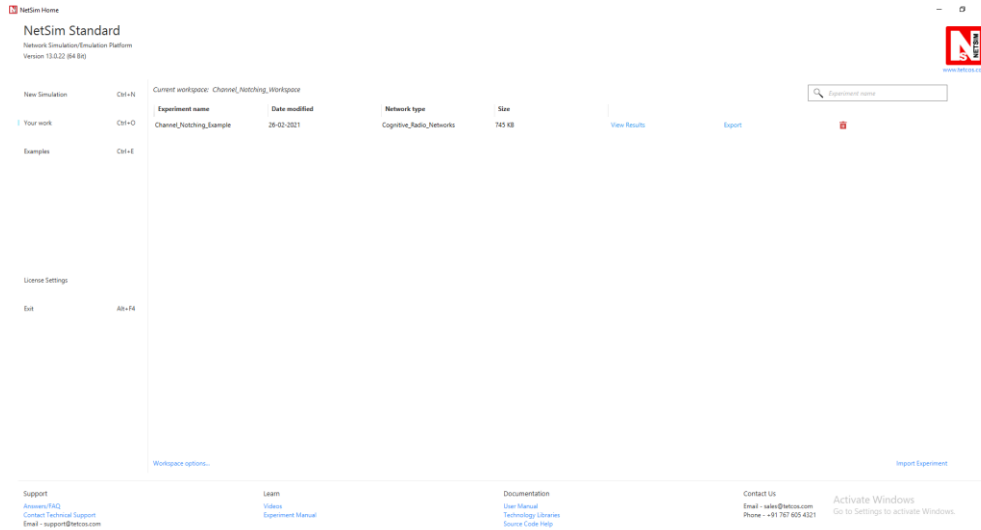 NetSim Home
NetSim Standard
Network Simulation/Emulation Platform
Version 13.0.22 (64 Bit)
NETSIM
www.tetcos.co
New Simulation Ctrl+N
Your work Ctrl+O
Examples Ctrl+E
License Settings
Exit Alt+F4
Current workspace: Channel_Notching_Workspace
Experiment name
Experiment name Date modified Network type Size
Channel_Notching_Example 26-02-2021 Cognitive_Radio_Networks 745 KB View Results Export
Workspace options... Import Experiment
Support
Answers/FAQ
Contact Technical Support
Email - support@tetcos.com
Learn
Videos
Experiment Manual
Documentation
User Manual
Technology Libraries
Source Code Help
Contact Us
Email - sales@tetcos.com
Phone - +91 767 605 4321
Activate Windows
Go to Settings to activate Windows.